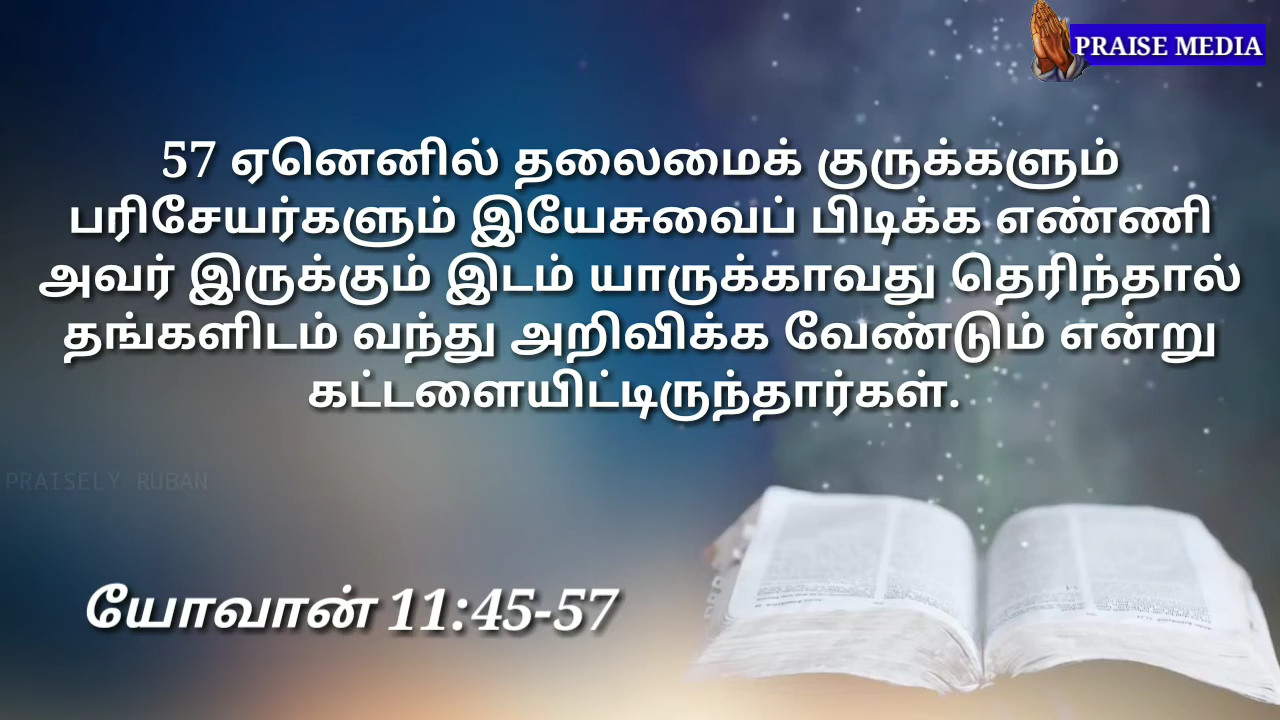 PRAISE MEDIA
57 ஏனெனில் தலைமைக் குருக்களும்
பரிசேயர்களும் இயேசுவைப் பிடிக்க எண்ணி
அவர் இருக்கும் இடம் யாருக்காவது தெரிந்தால்
தங்களிடம் வந்து அறிவிக்க வேண்டும் என்று
கட்டளையிட்டிருந்தார்கள்.
PRAISELY RUBAN
யோவான் 11:45-57